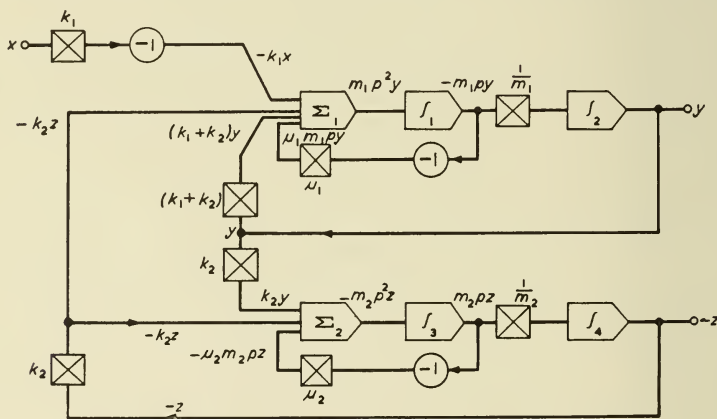 k₁
x
−1
−k₁x
m₁p²y
−m₁py
1/m₁
Σ₁
∫₁
∫₂
y
−k₂z
(k₁+k₂)y
μ₁m₁py
−1
μ₁
(k₁+k₂)
y
k₂
k₂y
−m₂p²z
m₂pz
1/m₂
Σ₂
∫₃
∫₄
−z
−k₂z
−μ₂m₂pz
−1
μ₂
k₂
−z